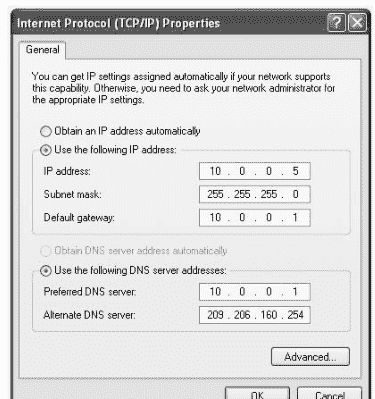 Internet Protocol (TCP/IP) Properties
General
You can get IP settings assigned automatically if your network supports
this capability. Otherwise, you need to ask your network administrator for
the appropriate IP settings.
Obtain an IP address automatically
Use the following IP address:
IP address: 10 . 0 . 0 . 5
Subnet mask: 255 . 255 . 255 . 0
Default gateway: 10 . 0 . 0 . 1
Obtain DNS server address automatically
Use the following DNS server addresses:
Preferred DNS server: 10 . 0 . 0 . 1
Alternate DNS server: 209 . 206 . 160 . 254
Advanced...
OK Cancel